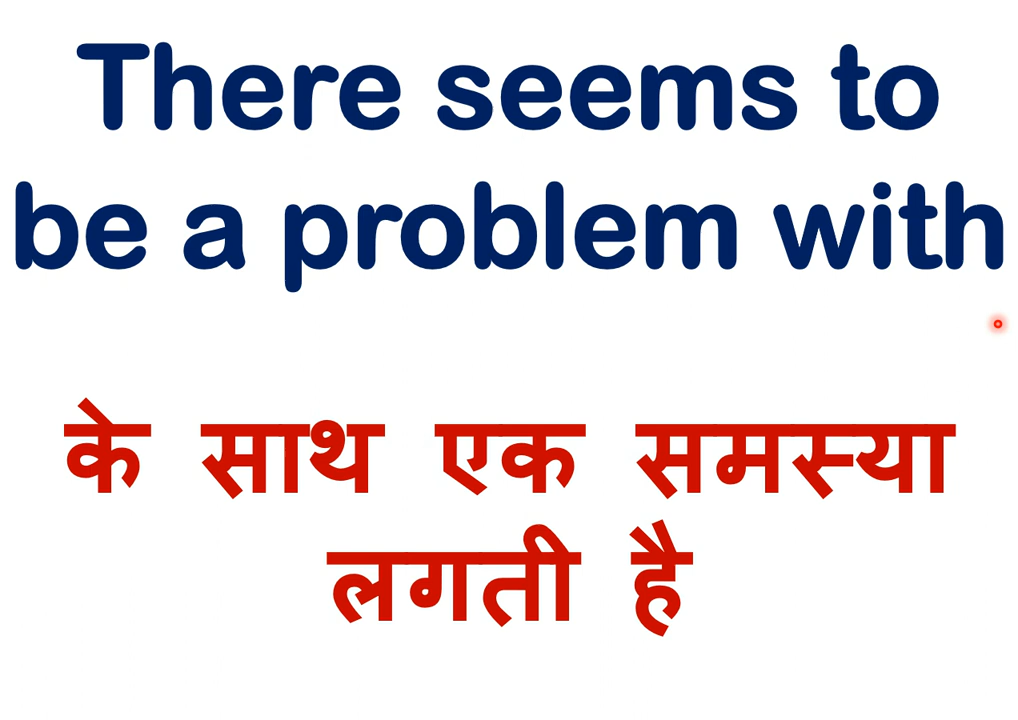 There seems to
be a problem with
के साथ एक समस्या
लगती है